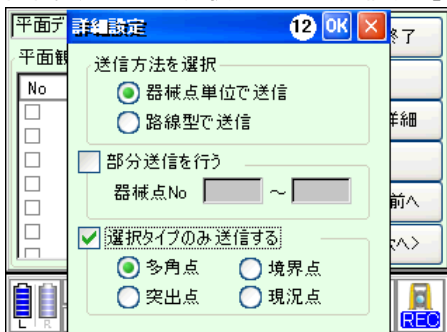 平面デ
詳細設定 12 OK
終了
平面観
送信方法を選択
No
器械点単位で送信
路線型で送信
詳細
部分送信を行う
器械点No ～
前へ
選択タイプのみ送信する
次へ>
多角点 境界点
突出点 現況点
L R
REC